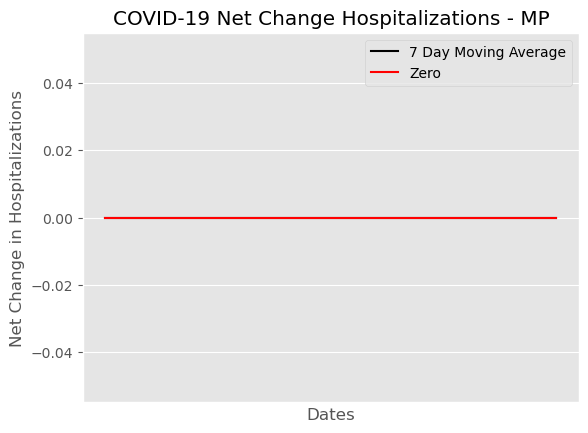 COVID-19 Net Change Hospitalizations - MP
7 Day Moving Average
Zero
Net Change in Hospitalizations
0.04
0.02
0.00
−0.02
−0.04
Dates